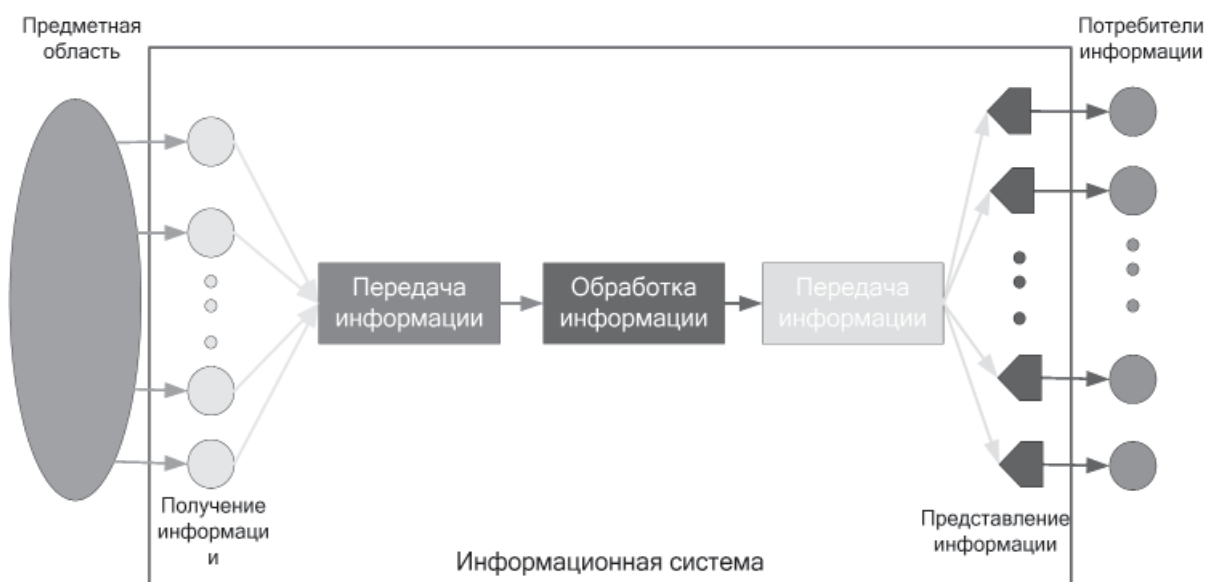 Предметная
область
Потребители
информации
Передача
информации
Обработка
информации
Передача
информации
Получение
информаци
и
Представление
информации
Информационная система